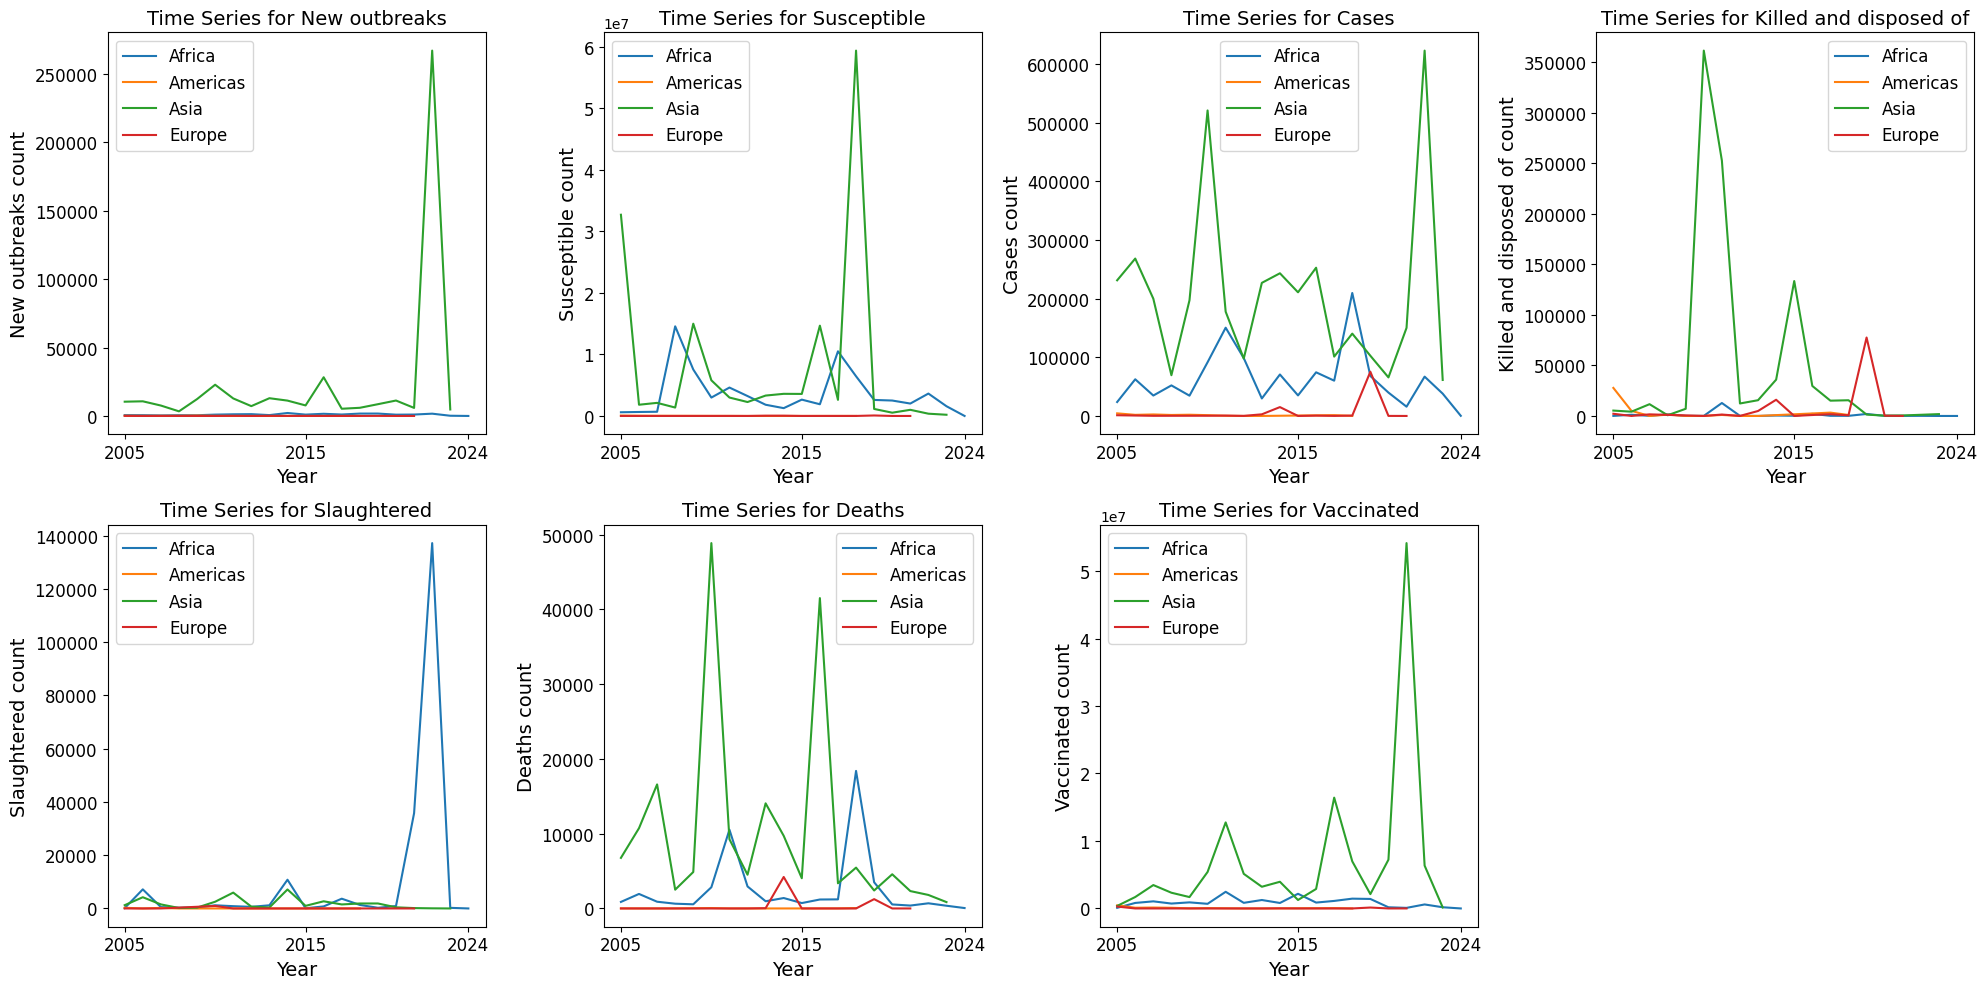 Time Series for New outbreaks
New outbreaks count
250000
200000
150000
100000
50000
0
Africa
Americas
Asia
Europe
2005
2015
2024
Year
Time Series for Susceptible
1e7
Susceptible count
6
5
4
3
2
1
0
Africa
Americas
Asia
Europe
2005
2015
2024
Year
Time Series for Cases
Cases count
600000
500000
400000
300000
200000
100000
0
Africa
Americas
Asia
Europe
2005
2015
2024
Year
Time Series for Killed and disposed of
Killed and disposed of count
350000
300000
250000
200000
150000
100000
50000
0
Africa
Americas
Asia
Europe
2005
2015
2024
Year
Time Series for Slaughtered
Slaughtered count
140000
120000
100000
80000
60000
40000
20000
0
Africa
Americas
Asia
Europe
2005
2015
2024
Year
Time Series for Deaths
Deaths count
50000
40000
30000
20000
10000
0
Africa
Americas
Asia
Europe
2005
2015
2024
Year
Time Series for Vaccinated
1e7
Vaccinated count
5
4
3
2
1
0
Africa
Americas
Asia
Europe
2005
2015
2024
Year